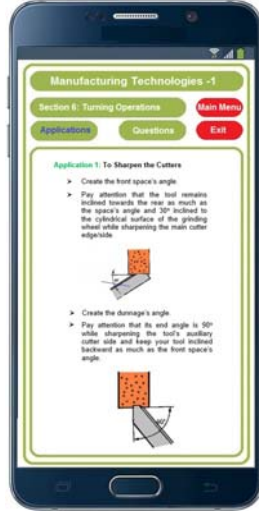 Manufacturing Technologies -1
Section 6: Turning Operations
Main Menu
Applications
Questions
Exit
Application 1: To Sharpen the Cutters
➤ Create the front space's angle
➤ Pay attention that the tool remains
inclined towards the rear as much as
the space's angle and 30º inclined to
the cylindrical surface of the grinding
wheel while sharpening the main cutter
edge/side
➤ Create the dunnage's angle.
➤ Pay attention that its end angle is 90º
while sharpening the tool's auxiliary
cutter side and keep your tool inclined
backward as much as the front space's
angle.